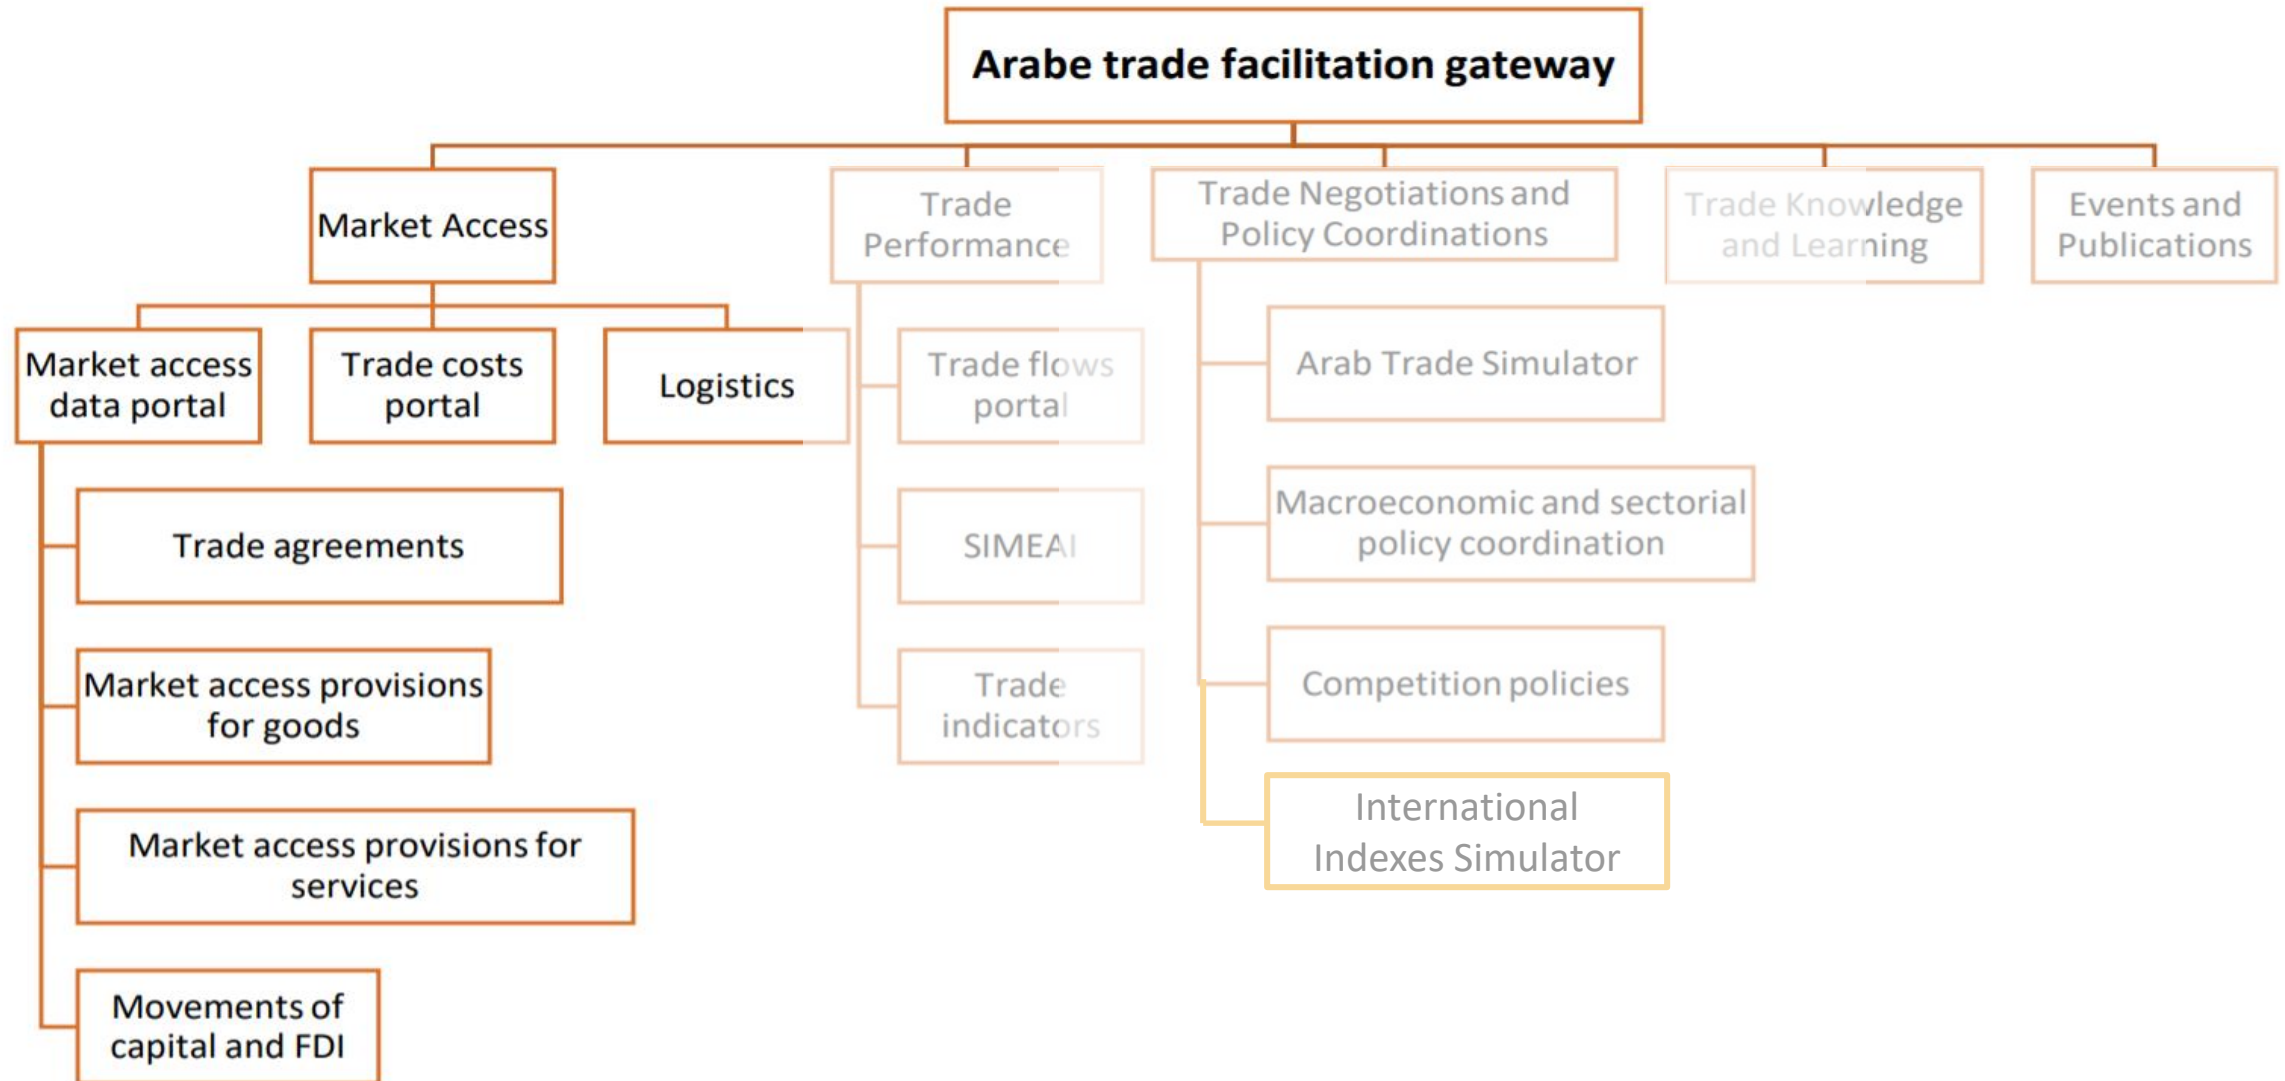 Arabe trade facilitation gateway
Market Access
Trade
Performance
Trade Negotiations and
Policy Coordinations
Trade Knowledge
and Learning
Events and
Publications
Market access
data portal
Trade costs
portal
Logistics
Trade agreements
Market access provisions
for goods
Market access provisions for
services
Movements of
capital and FDI
Trade flows
portal
SIMEAI
Trade
indicators
Arab Trade Simulator
Macroeconomic and sectorial
policy coordination
Competition policies
International
Indexes Simulator